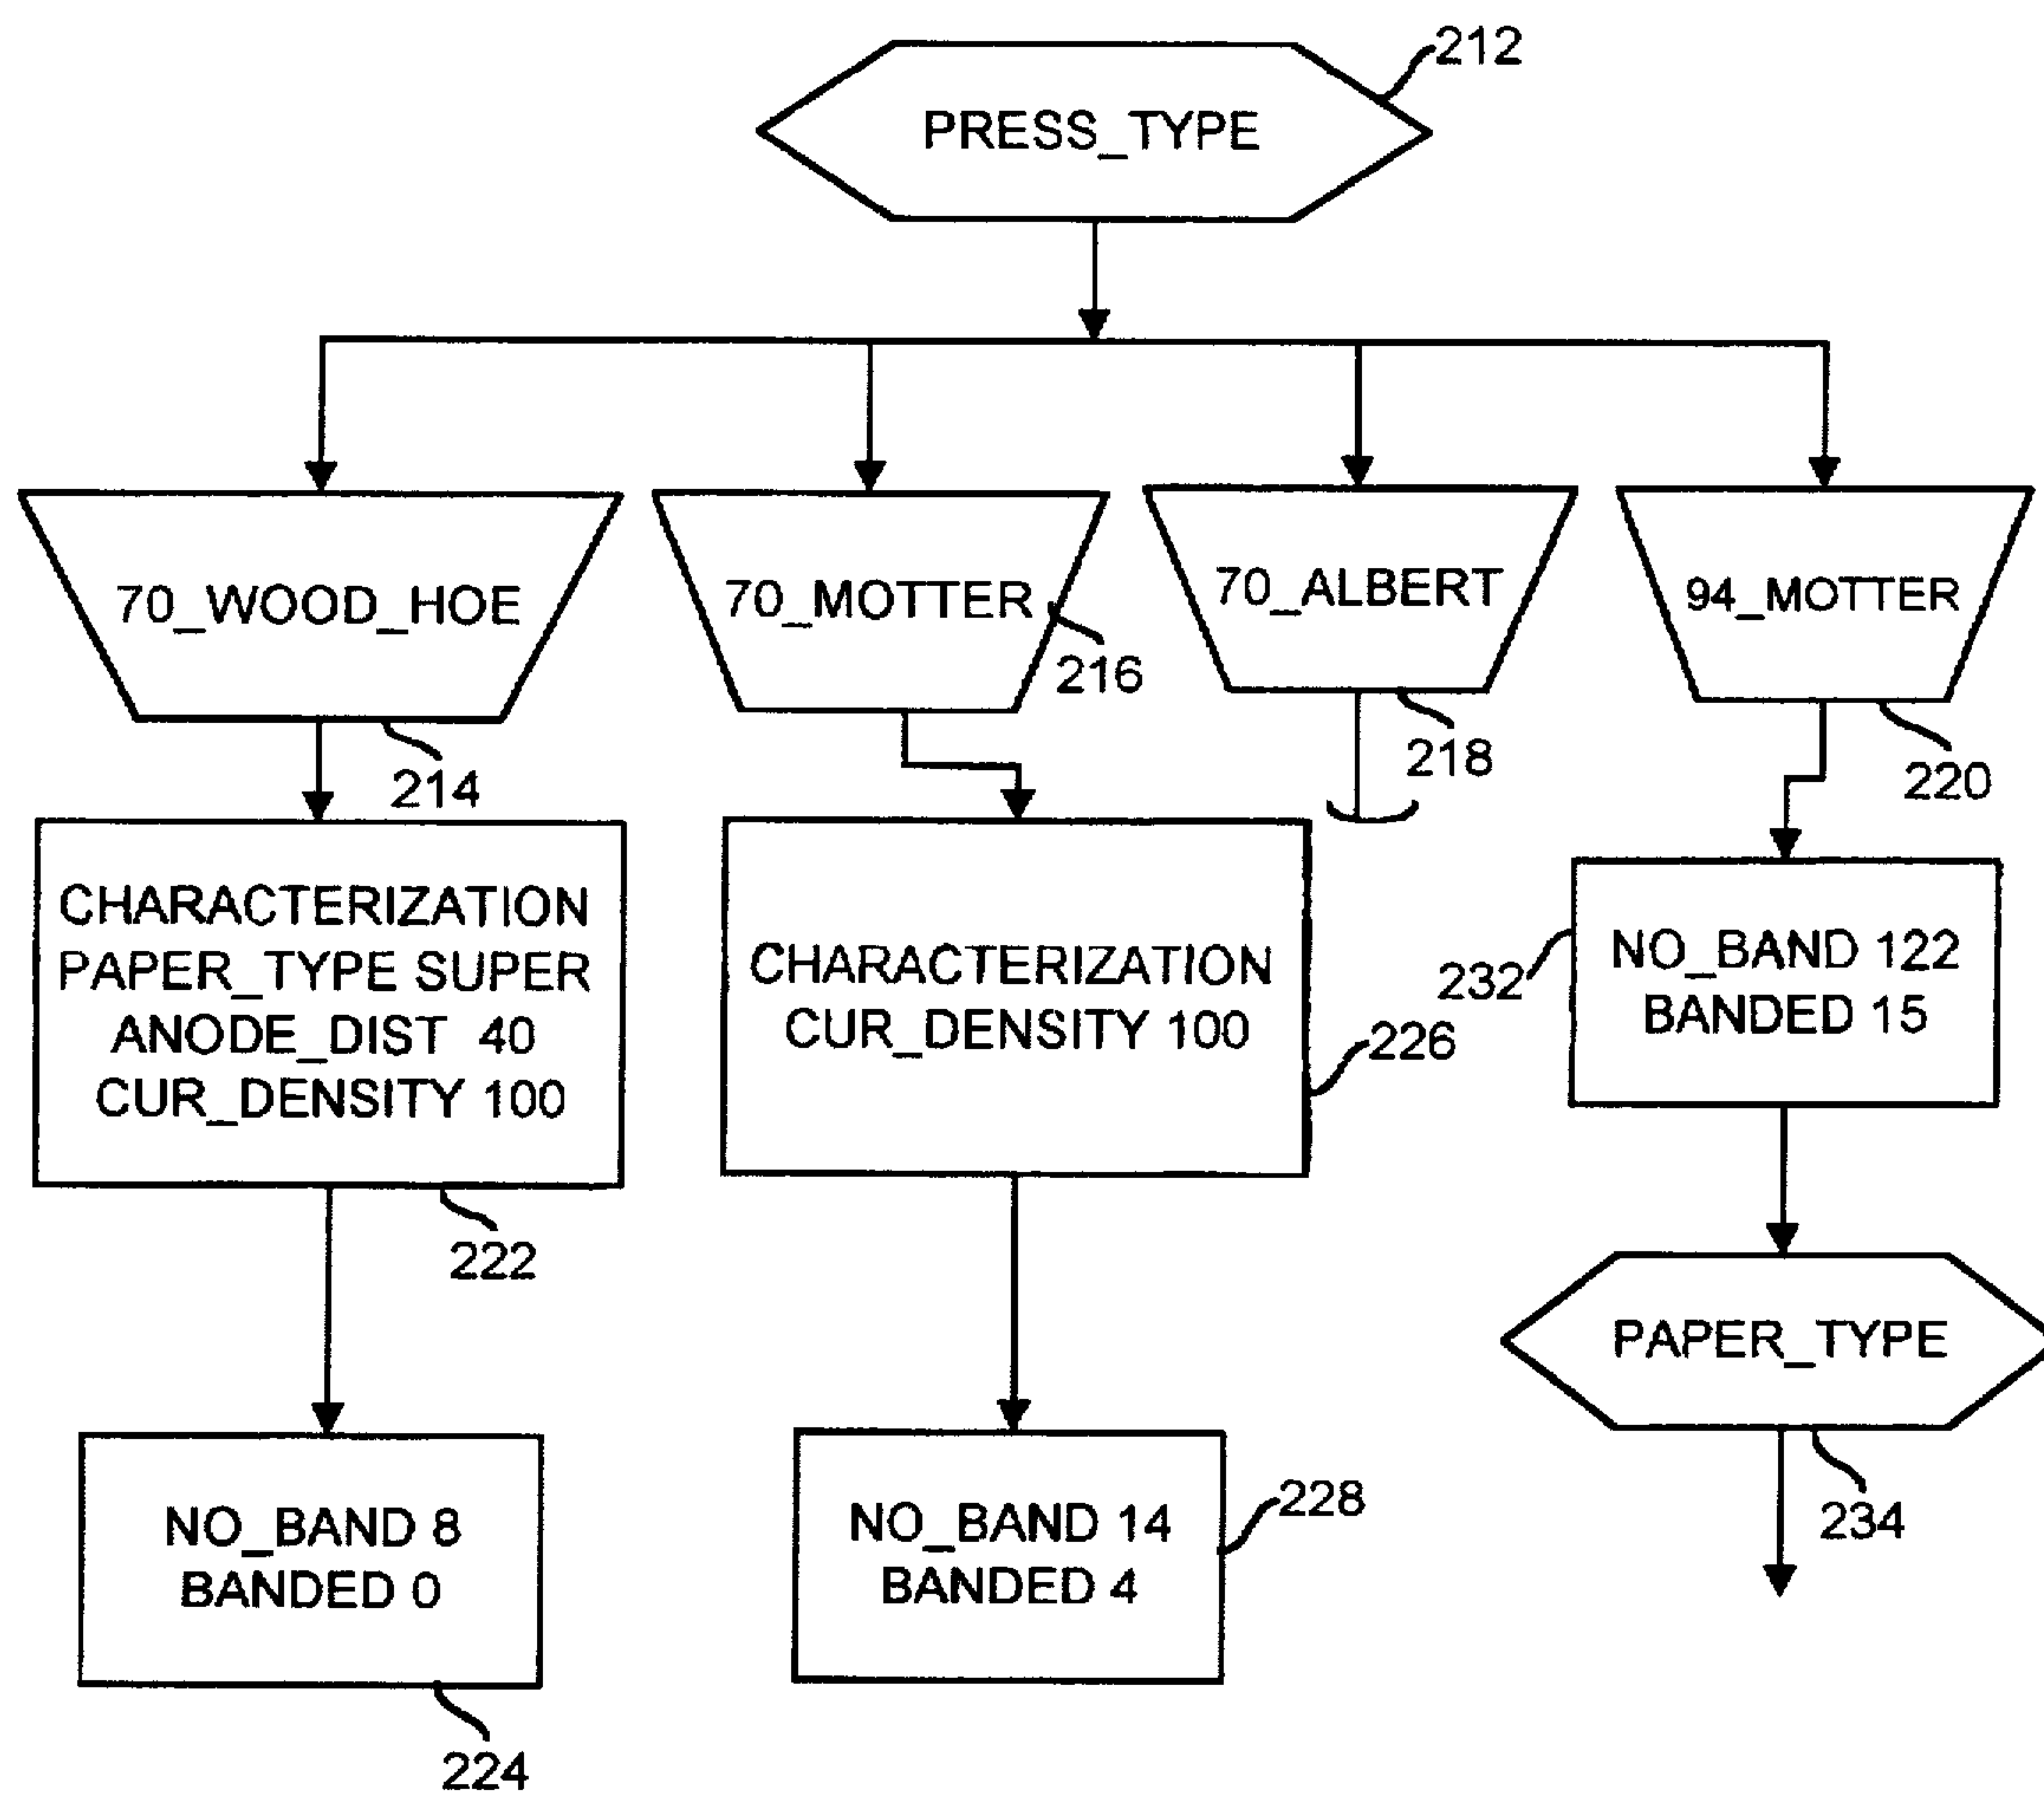 212
PRESS_TYPE
70_WOOD_HOE
70_MOTTER
70_ALBERT
94_MOTTER
214
216
218
220
CHARACTERIZATION
PAPER_TYPE SUPER
ANODE_DIST 40
CUR_DENSITY 100
222
CHARACTERIZATION
CUR_DENSITY 100
226
232
NO_BAND 122
BANDED 15
PAPER_TYPE
234
NO_BAND 8
BANDED 0
224
NO_BAND 14
BANDED 4
228